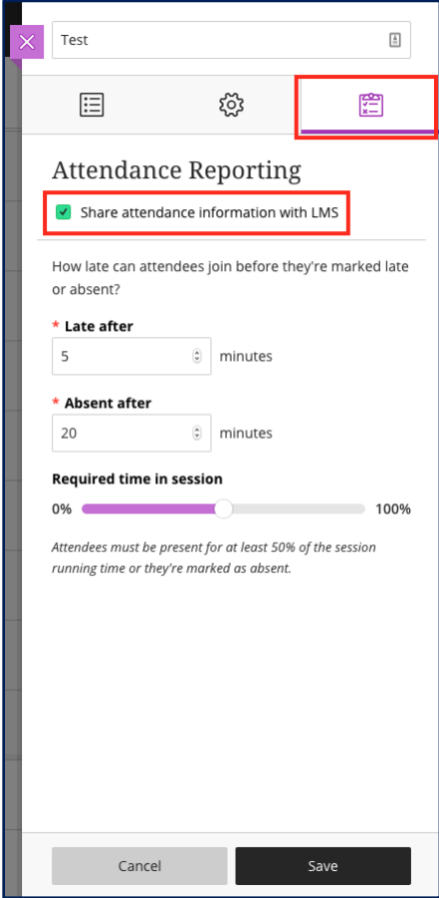 Test
Attendance Reporting
Share attendance information with LMS
How late can attendees join before they're marked late
or absent?
* Late after
5 minutes
* Absent after
20 minutes
Required time in session
0% 100%
Attendees must be present for at least 50% of the session
running time or they're marked as absent.
Cancel Save